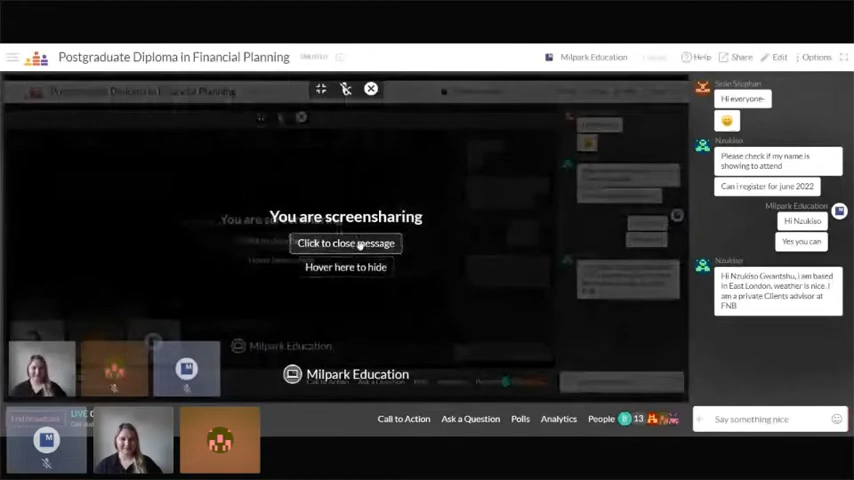 Postgraduate Diploma in Financial Planning
Milpark Education
Help
Share
Edit
Options
You are screensharing
Click to close message
Hover here to hide
Milpark Education
Milpark Education
Hi everyone-
Nzukiso
Please check if my name is
showing to attend
Can i register for june 2022
Milpark Education
Hi Nzukiso
Yes you can
Nzukiso
Hi Nzukiso Gwantshu, i am based
in East London, weather is nice. I
am a private Clients advisor at
FNB
End broadcast
LIVE
Call to Action
Ask a Question
Polls
Analytics
People
13
Say something nice